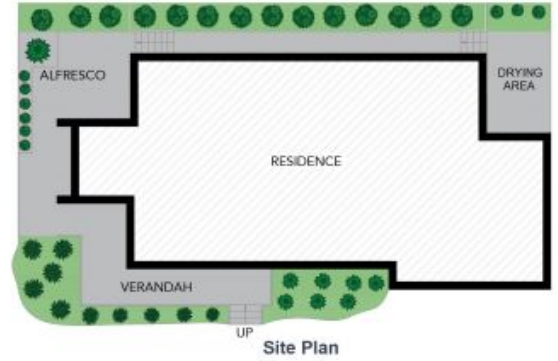 ALFRESCO
DRYING
AREA
RESIDENCE
VERANDAH
UP
Site Plan